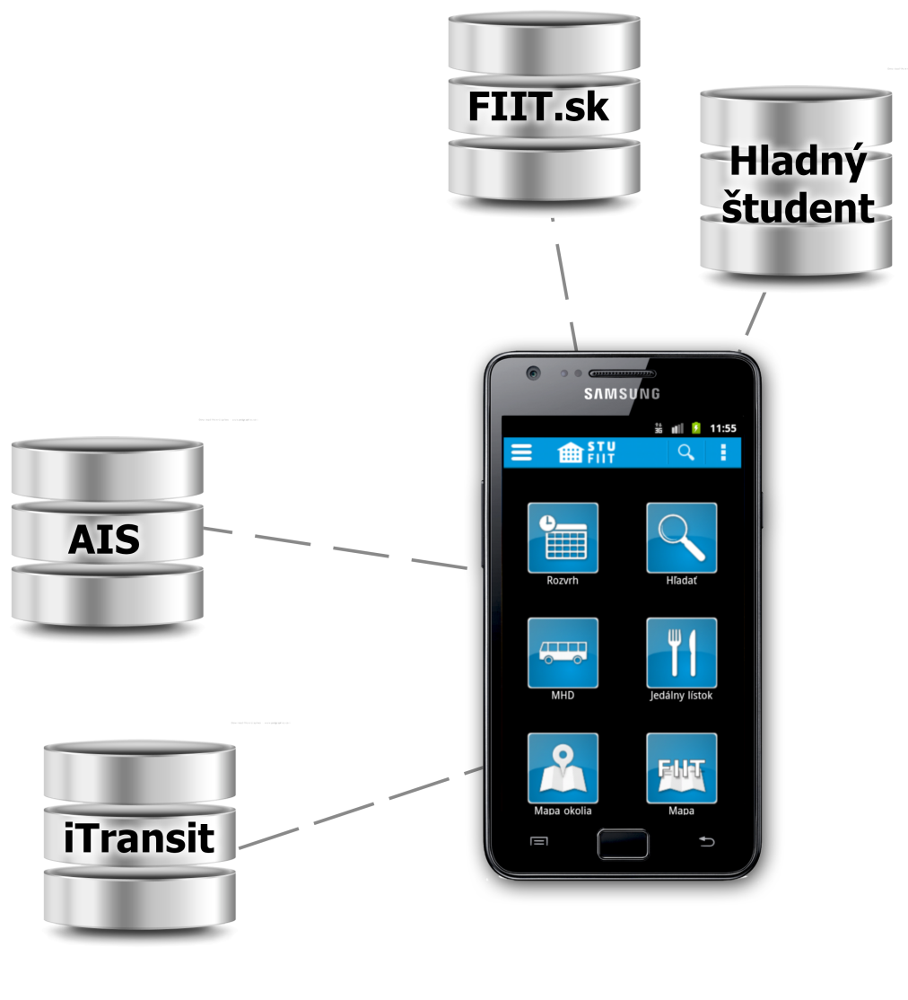 FIIT.sk
Hladný
študent
SAMSUNG
3G
11:55
STU
FIIT
AIS
Rozvrh
Hľadať
MHD
Jedálny lístok
iTransit
FIIT
Mapa okolia
Mapa